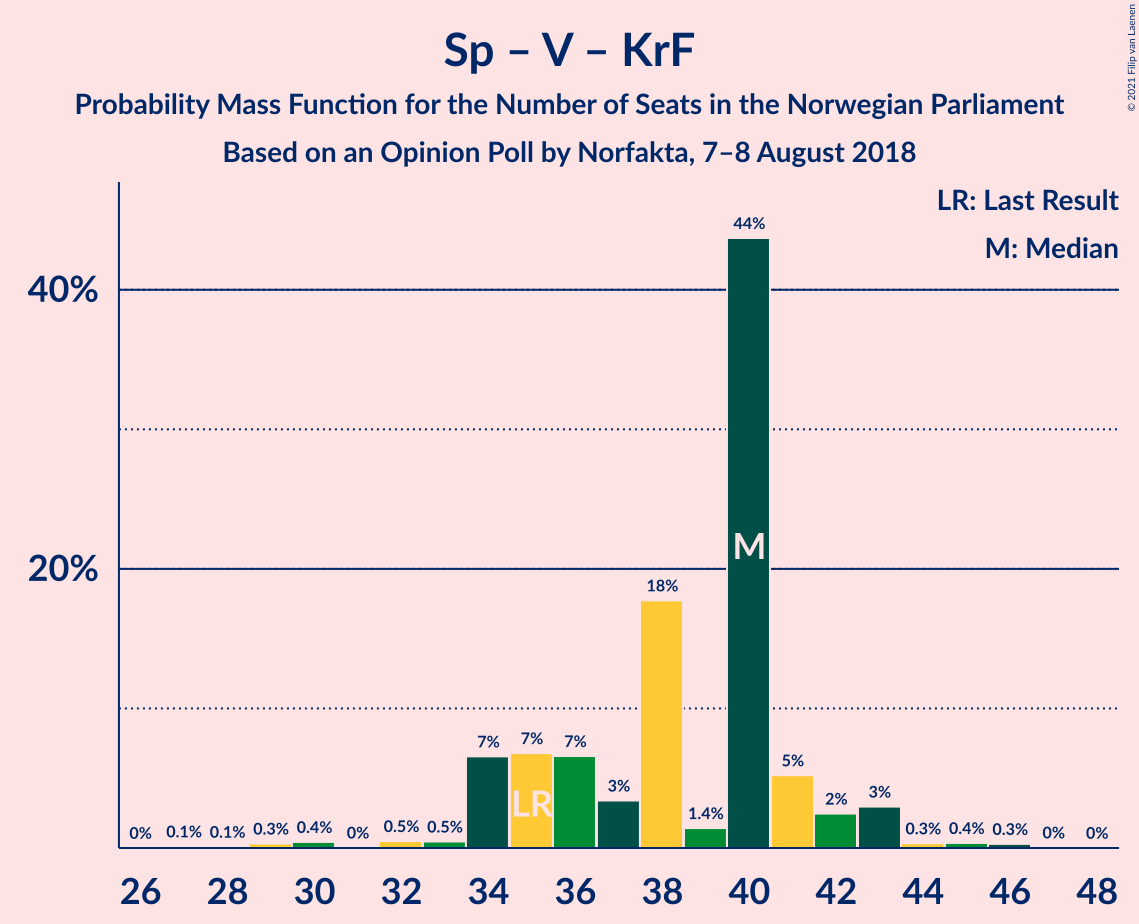 Sp – V – KrF
Probability Mass Function for the Number of Seats in the Norwegian Parliament
Based on an Opinion Poll by Norfakta, 7–8 August 2018
© 2021 Filip van Laenen
LR: Last Result
M: Median
40%
20%
0% 0.1% 0.1% 0.3% 0.4% 0% 0.5% 0.5% 7% 7% 7% 3% 18% 1.4% 44% 5% 2% 3% 0.3% 0.4% 0.3% 0% 0%
LR
M
26 28 30 32 34 36 38 40 42 44 46 48